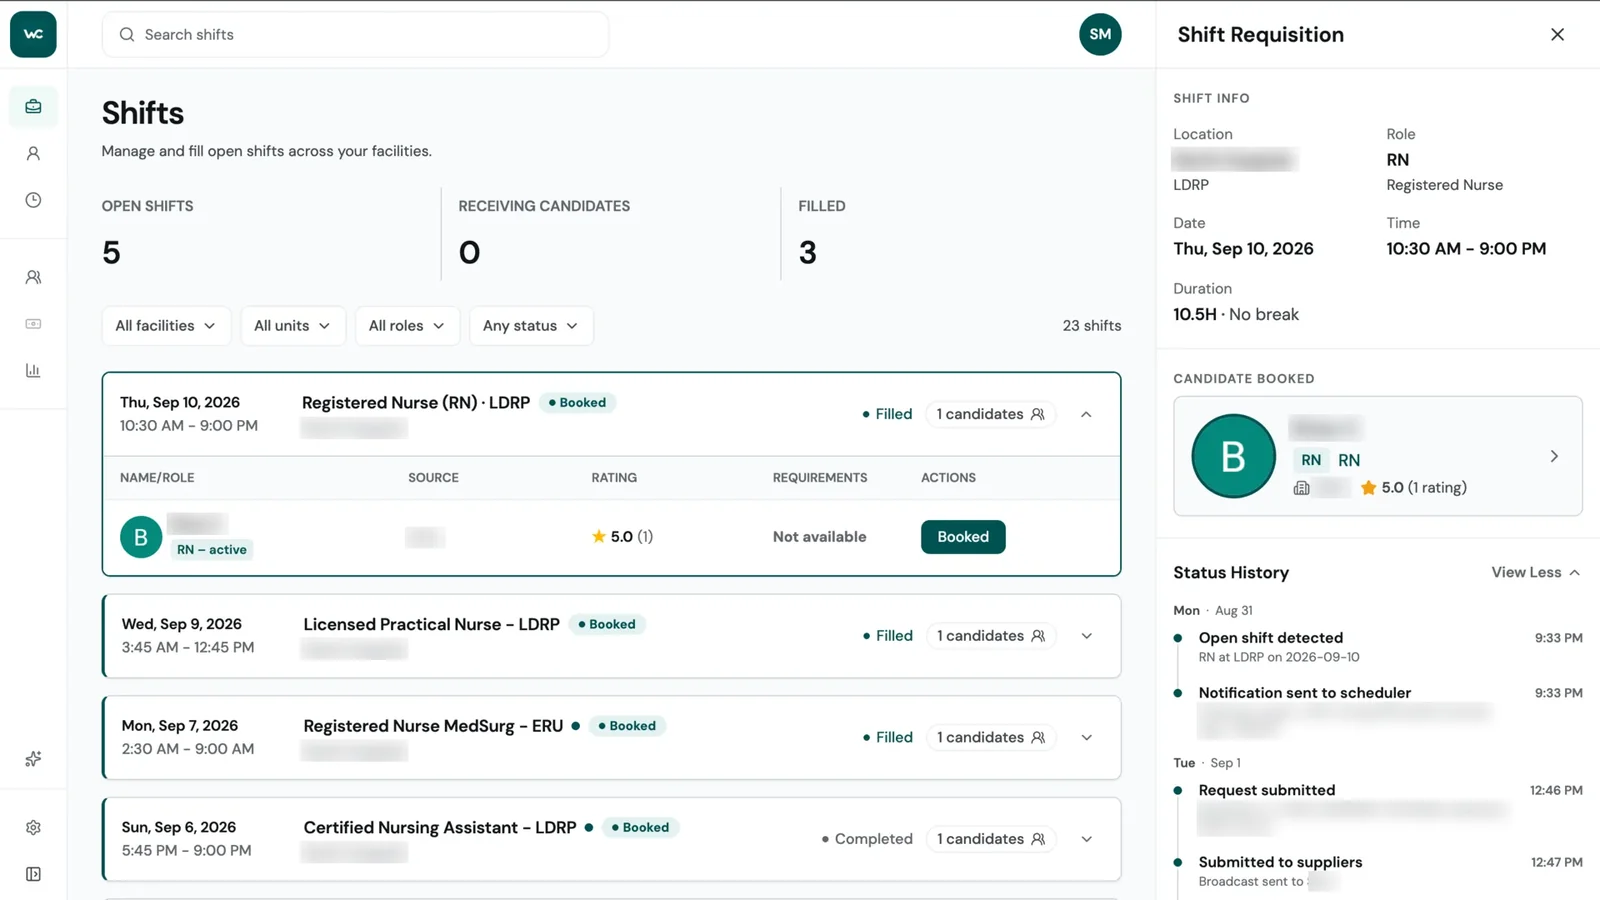 WC
Search shifts
SM
Shifts
Manage and fill open shifts across your facilities.
OPEN SHIFTS
5
RECEIVING CANDIDATES
0
FILLED
3
All facilities
All units
All roles
Any status
23 shifts
Thu, Sep 10, 2026
10:30 AM – 9:00 PM
Registered Nurse (RN) · LDRP
Booked
Filled
1 candidates
NAME/ROLE
SOURCE
RATING
REQUIREMENTS
ACTIONS
B
RN – active
5.0 (1)
Not available
Booked
Wed, Sep 9, 2026
3:45 AM – 12:45 PM
Licensed Practical Nurse – LDRP
Booked
Filled
1 candidates
Mon, Sep 7, 2026
2:30 AM – 9:00 AM
Registered Nurse MedSurg – ERU
Booked
Filled
1 candidates
Sun, Sep 6, 2026
5:45 PM – 9:00 PM
Certified Nursing Assistant – LDRP
Booked
Completed
1 candidates
Shift Requisition
SHIFT INFO
Location
LDRP
Role
RN
Registered Nurse
Date
Thu, Sep 10, 2026
Time
10:30 AM – 9:00 PM
Duration
10.5H · No break
CANDIDATE BOOKED
B
RN RN
5.0 (1 rating)
Status History
View Less
Mon · Aug 31
Open shift detected
9:33 PM
RN at LDRP on 2026-09-10
Notification sent to scheduler
9:33 PM
Tue · Sep 1
Request submitted
12:46 PM
Submitted to suppliers
12:47 PM
Broadcast sent to